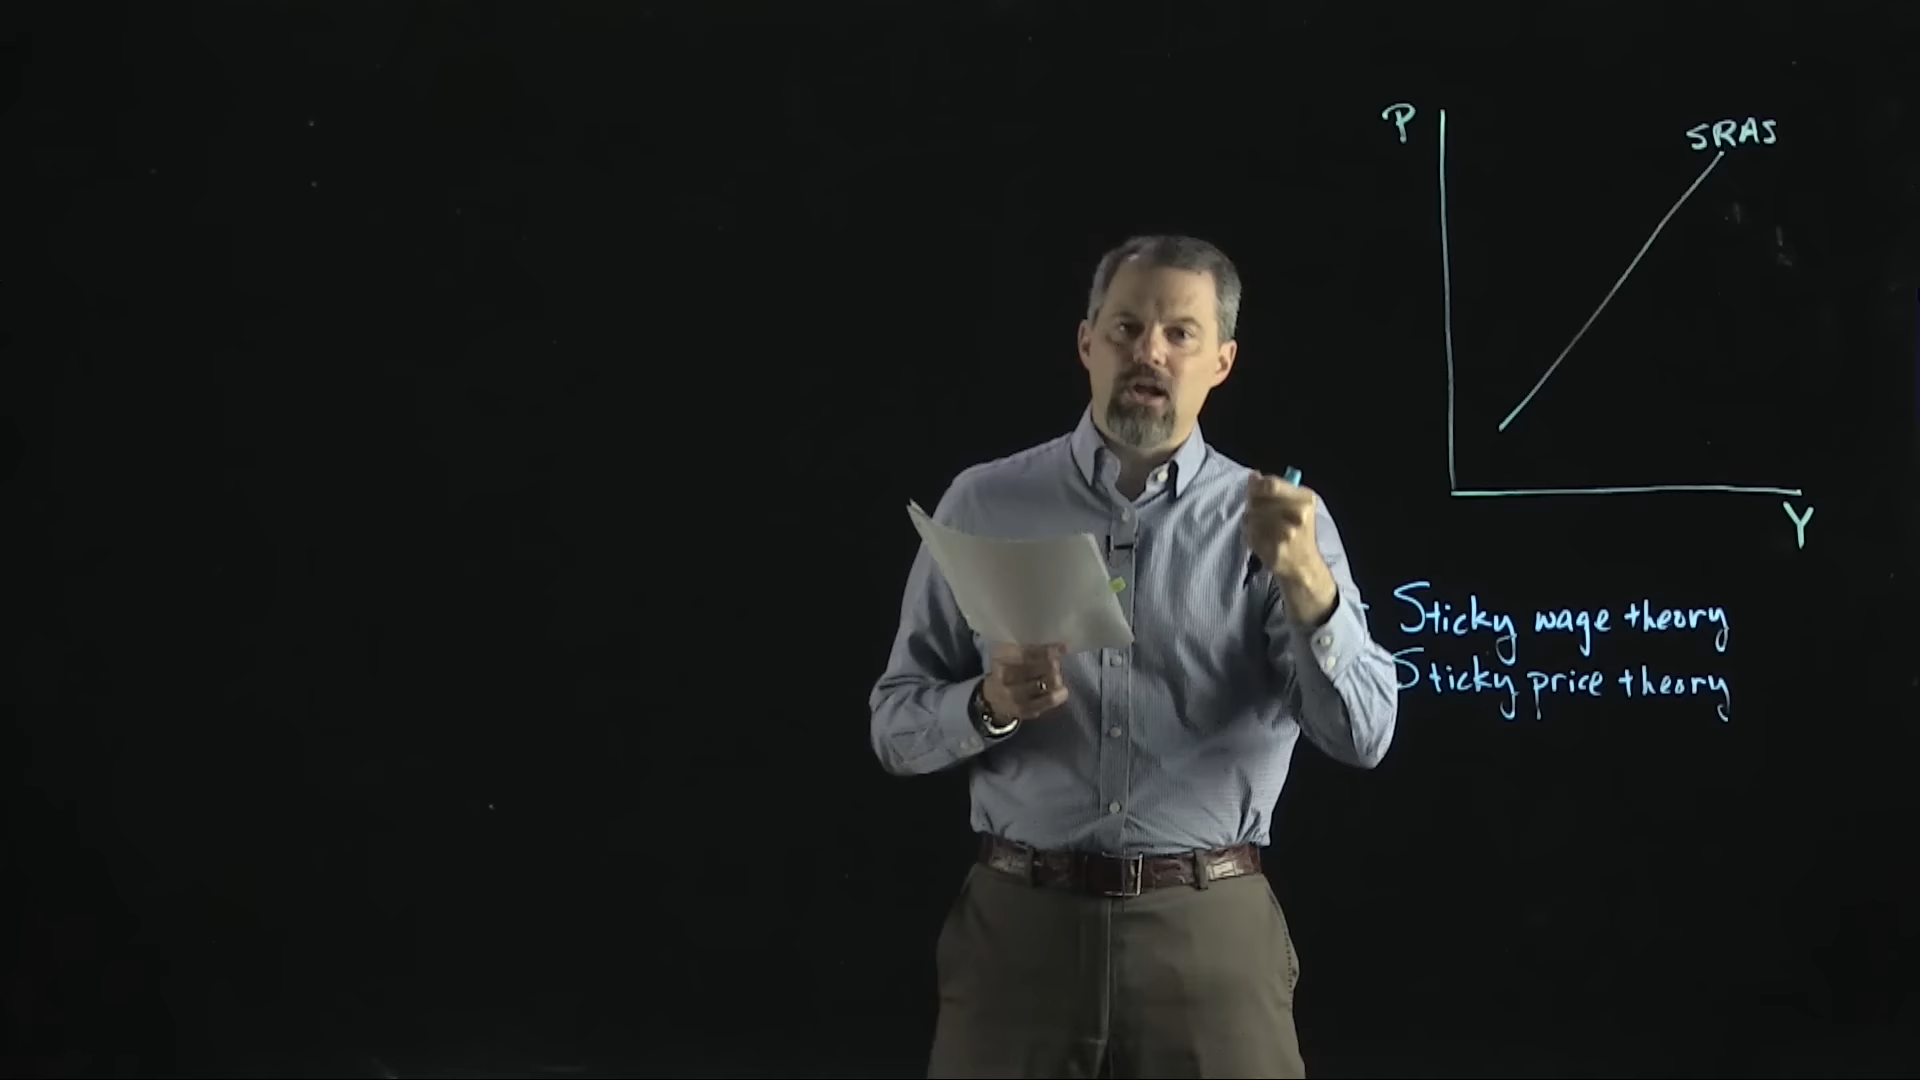 P
SRAS
Y
Sticky wage theory
Sticky price theory